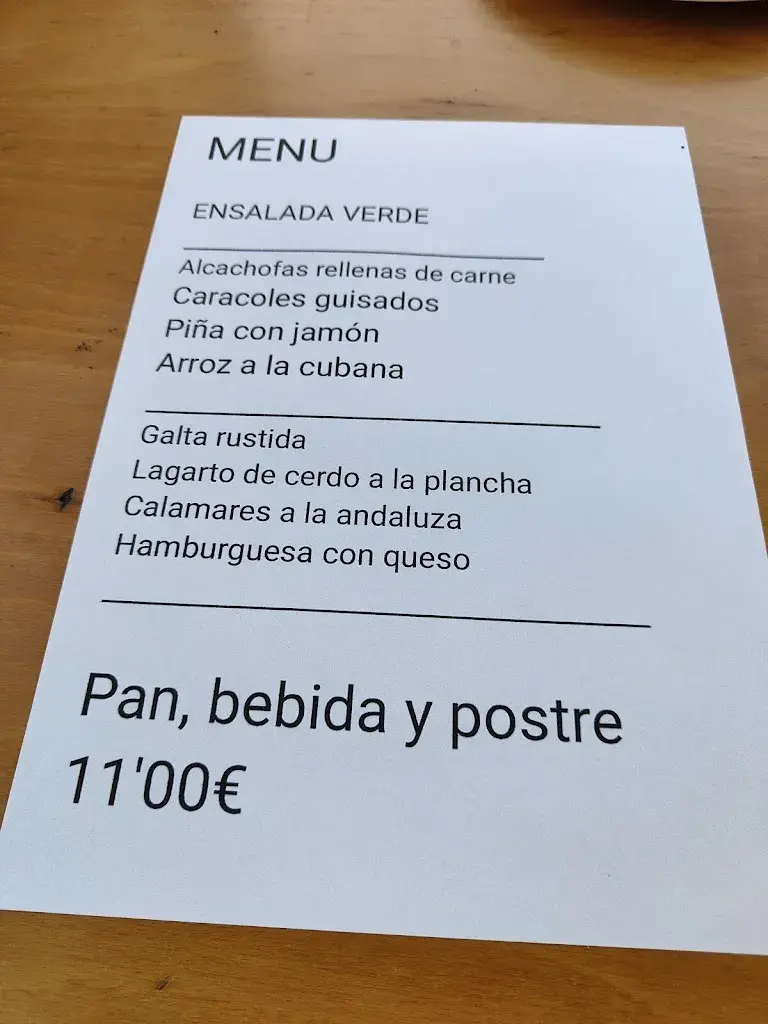 MENU
ENSALADA VERDE
Alcachofas rellenas de carne
Caracoles guisados
Piña con jamón
Arroz a la cubana
Galta rustida
Lagarto de cerdo a la plancha
Calamares a la andaluza
Hamburguesa con queso
Pan, bebida y postre
11'00€